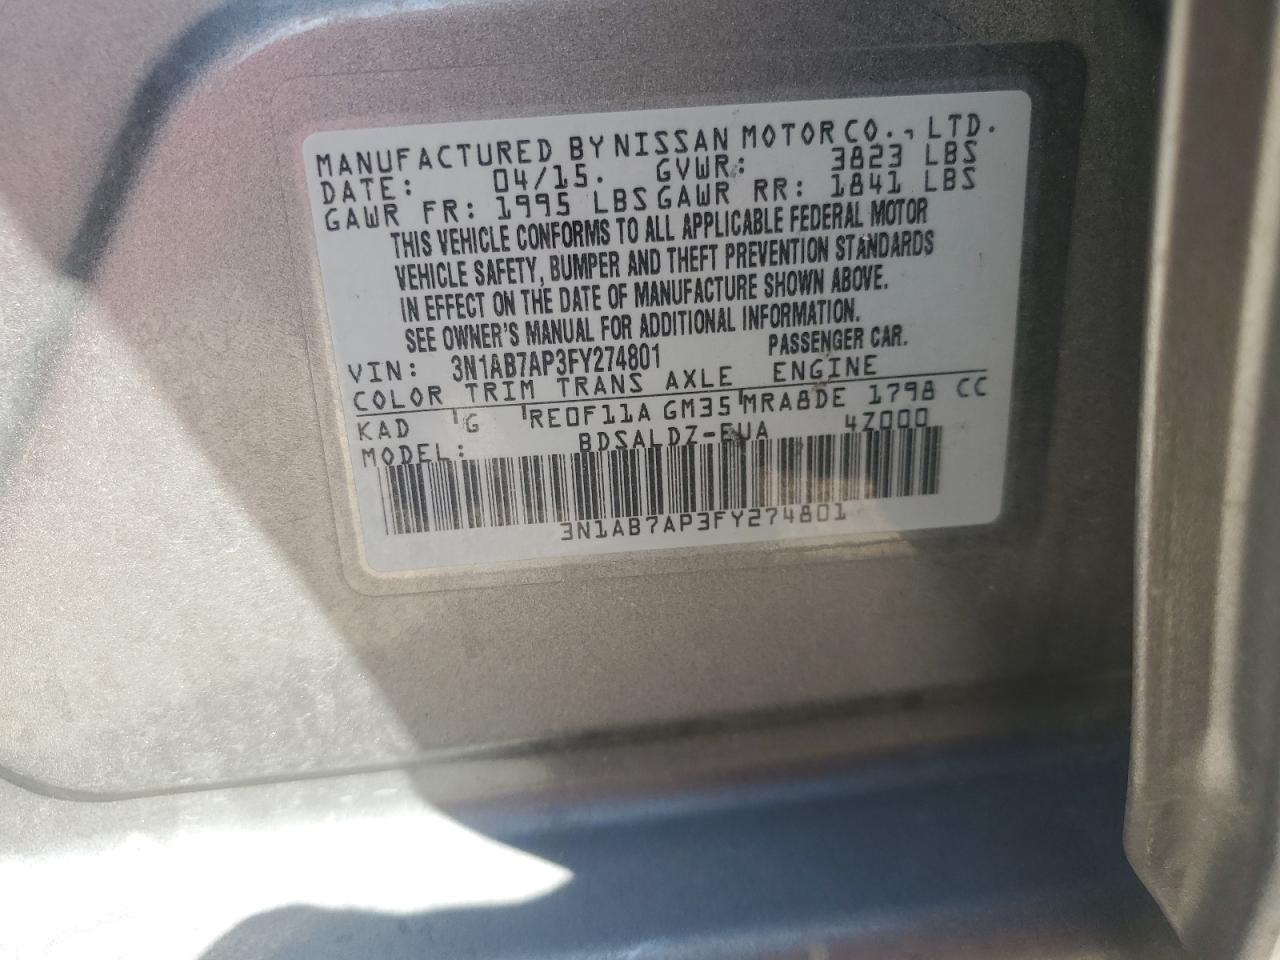 MANUFACTURED BY NISSAN MOTOR CO., LTD.
DATE: 04/15. GVWR: 3823 LBS
GAWR FR: 1995 LBS GAWR RR: 1841 LBS
THIS VEHICLE CONFORMS TO ALL APPLICABLE FEDERAL MOTOR
VEHICLE SAFETY, BUMPER AND THEFT PREVENTION STANDARDS
IN EFFECT ON THE DATE OF MANUFACTURE SHOWN ABOVE.
SEE OWNER'S MANUAL FOR ADDITIONAL INFORMATION.
VIN: 3N1AB7AP3FY274801 PASSENGER CAR.
COLOR TRIM TRANS AXLE ENGINE
KAD G RE0F11A GM35 MRA8DE 1798 CC
MODEL: BDSALDZ-EUA 4Z000
3N1AB7AP3FY274801